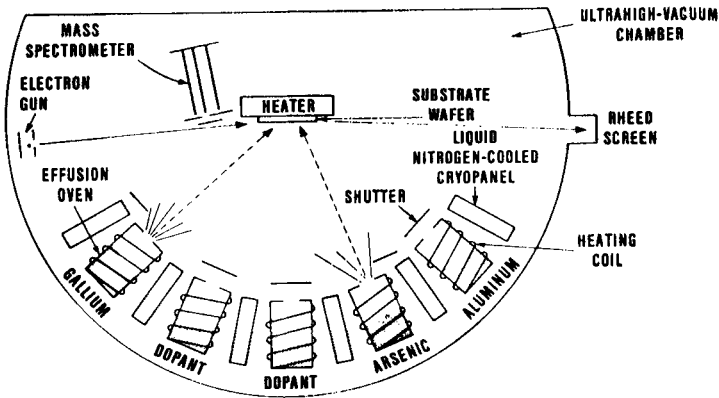 ULTRAHIGH-VACUUM
CHAMBER
MASS
SPECTROMETER
ELECTRON
GUN
HEATER
SUBSTRATE
WAFER
RHEED
SCREEN
LIQUID
NITROGEN-COOLED
CRYOPANEL
EFFUSION
OVEN
SHUTTER
HEATING
COIL
GALLIUM
DOPANT
DOPANT
ARSENIC
ALUMINUM